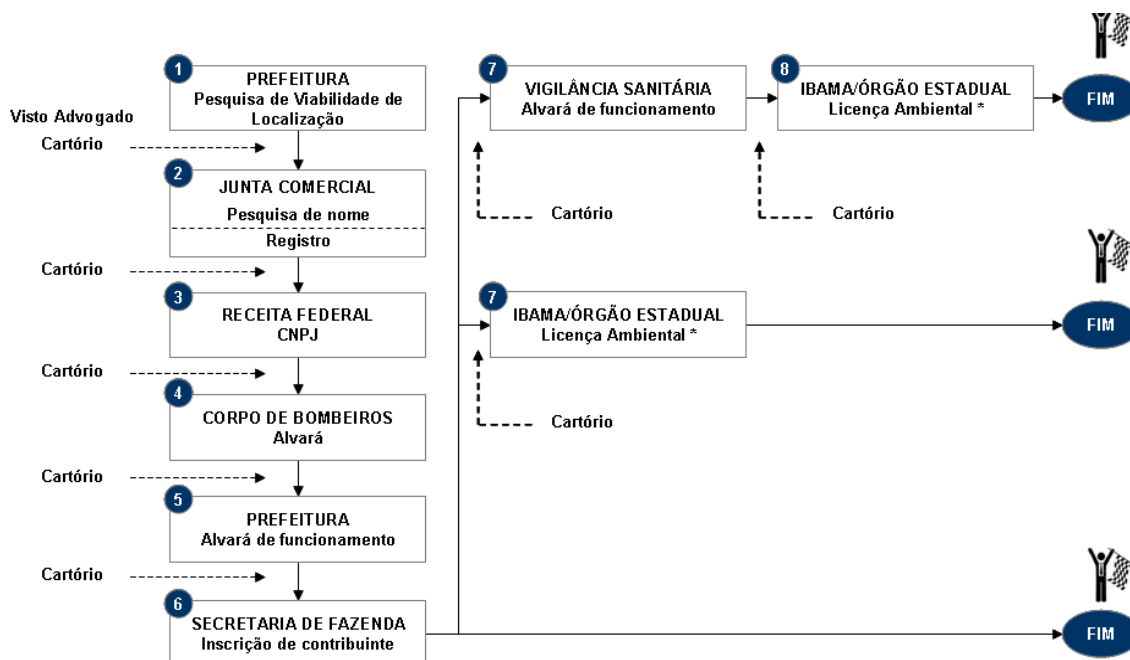 1
PREFEITURA
Pesquisa de Viabilidade de
Localização
Visto Advogado
Cartório
2
JUNTA COMERCIAL
Pesquisa de nome
Registro
Cartório
3
RECEITA FEDERAL
CNPJ
Cartório
4
CORPO DE BOMBEIROS
Alvará
Cartório
5
PREFEITURA
Alvará de funcionamento
Cartório
6
SECRETARIA DE FAZENDA
Inscrição de contribuinte
7
VIGILÂNCIA SANITÁRIA
Alvará de funcionamento
Cartório
8
IBAMA/ÓRGÃO ESTADUAL
Licença Ambiental *
Cartório
FIM
7
IBAMA/ÓRGÃO ESTADUAL
Licença Ambiental *
Cartório
FIM
FIM